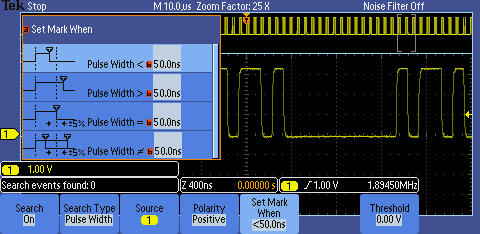 Tek Stop M 10.0µs Zoom Factor: 25 X Noise Filter Off
a Set Mark When
Pulse Width < a 50.0ns
Pulse Width > a 50.0ns
±5% Pulse Width = a 50.0ns
±5% Pulse Width ≠ a 50.0ns
1
1 1.00 V
Search events found: 0 Z 400ns 0.00000 s 1 1.00 V 1.89450MHz
Search On
Search Type Pulse Width
Source 1
Polarity Positive
Set Mark When <50.0ns
Threshold 0.00 V